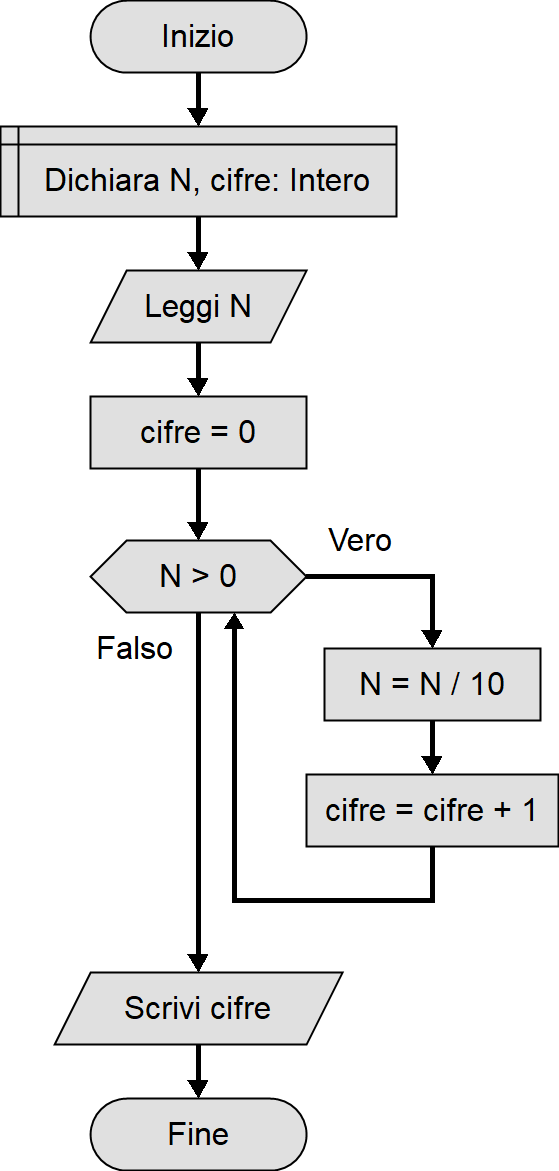 Inizio
Dichiara N, cifre: Intero
Leggi N
cifre = 0
N > 0
Vero
Falso
N = N / 10
cifre = cifre + 1
Scrivi cifre
Fine